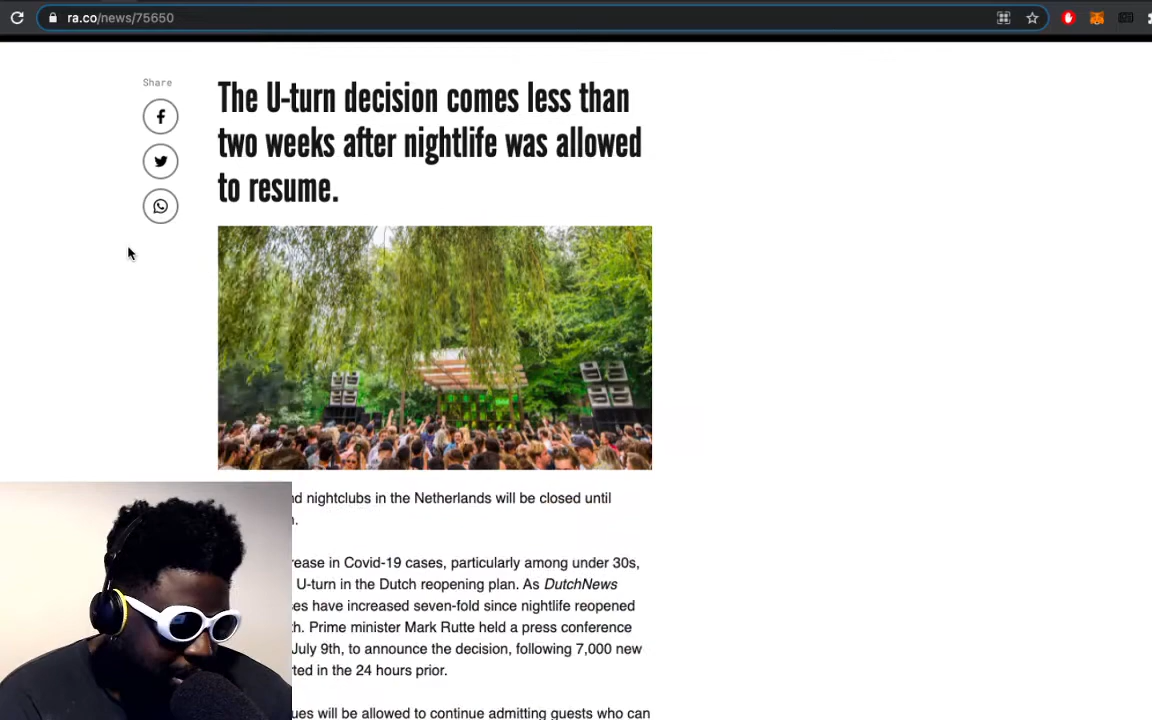 ra.co/news/75650
Share
The U-turn decision comes less than
two weeks after nightlife was allowed
to resume.
nightclubs in the Netherlands will be closed until
in Covid-19 cases, particularly among under 30s,
U-turn in the Dutch reopening plan. As DutchNews
have increased seven-fold since nightlife reopened
Prime minister Mark Rutte held a press conference
July 9th, to announce the decision, following 7,000 new
in the 24 hours prior.
will be allowed to continue admitting guests who can